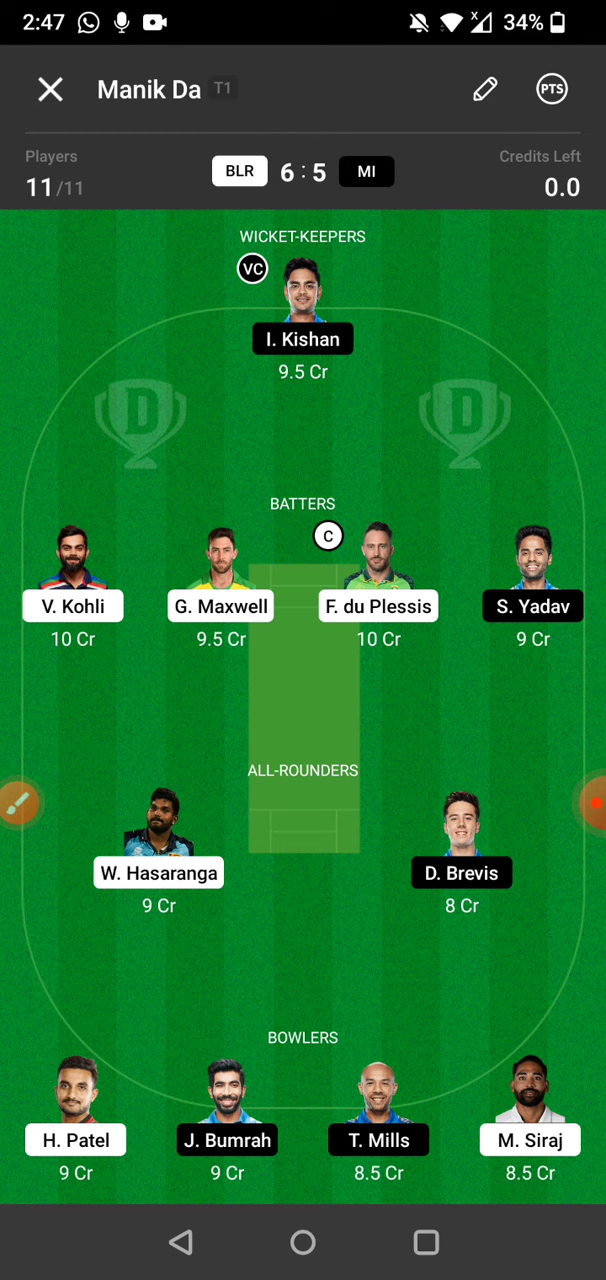 2:47 34%
Manik Da T1 PTS
Players Credits Left
11/11 BLR 6 : 5 MI 0.0
WICKET-KEEPERS
VC
I. Kishan
9.5 Cr
D D
BATTERS
C
V. Kohli G. Maxwell F. du Plessis S. Yadav
10 Cr 9.5 Cr 10 Cr 9 Cr
ALL-ROUNDERS
W. Hasaranga D. Brevis
9 Cr 8 Cr
BOWLERS
H. Patel J. Bumrah T. Mills M. Siraj
9 Cr 9 Cr 8.5 Cr 8.5 Cr